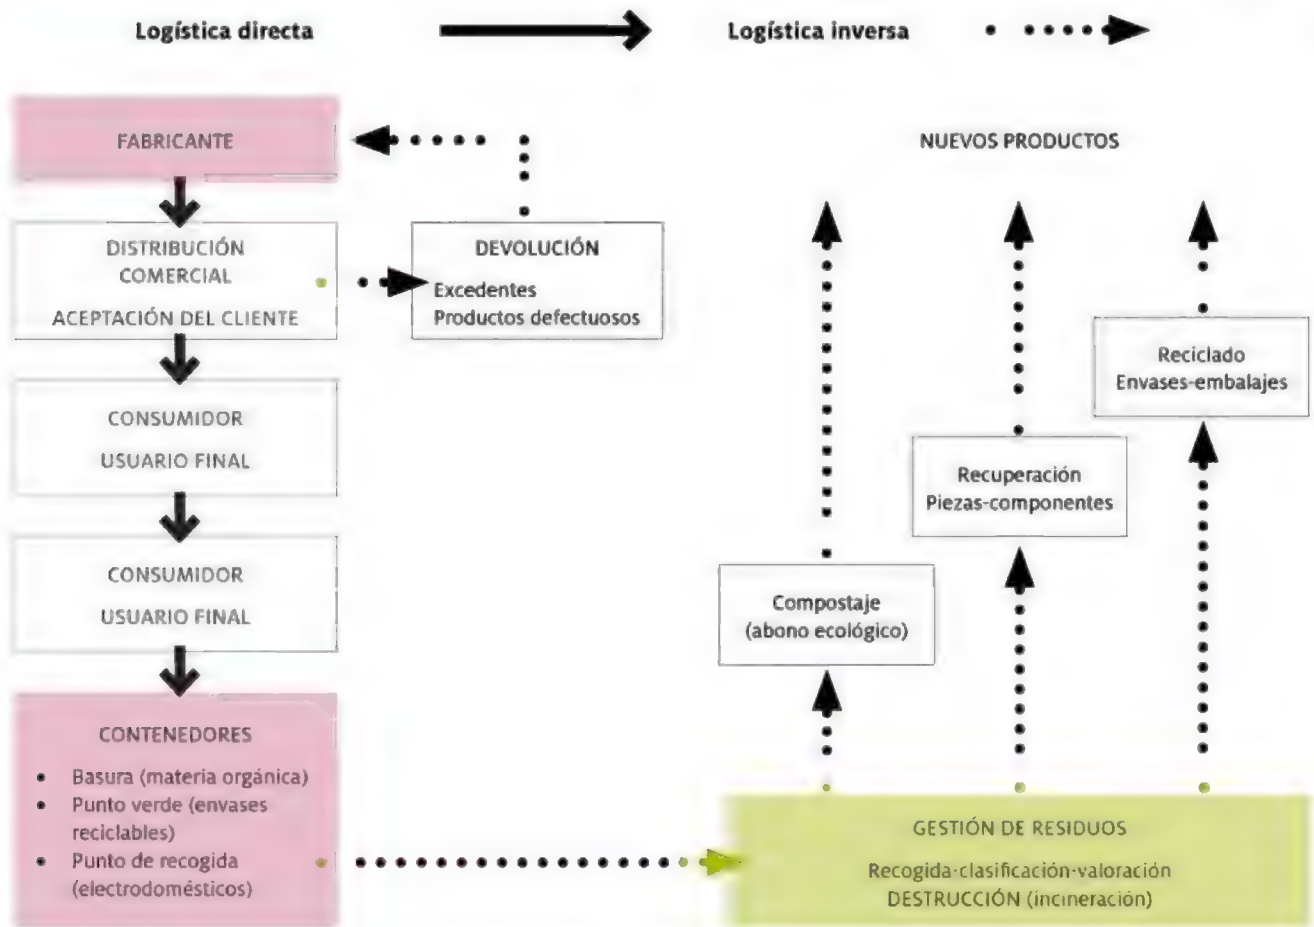 Logística directa
Logística inversa
FABRICANTE
NUEVOS PRODUCTOS
DISTRIBUCIÓN
COMERCIAL
ACEPTACIÓN DEL CLIENTE
DEVOLUCIÓN
Excedentes
Productos defectuosos
Reciclado
Envases-embalajes
CONSUMIDOR
USUARIO FINAL
Recuperación
Piezas-componentes
CONSUMIDOR
USUARIO FINAL
Compostaje
(abono ecológico)
CONTENEDORES
• Basura (materia orgánica)
• Punto verde (envases
reciclables)
• Punto de recogida
(electrodomésticos)
GESTIÓN DE RESIDUOS
Recogida-clasificación-valoración
DESTRUCCIÓN (incineración)